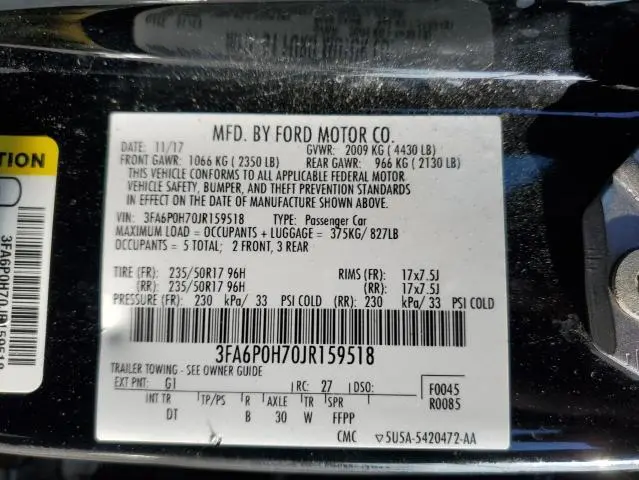 MFD. BY FORD MOTOR CO.
DATE: 11/17 GVWR: 2009 KG ( 4430 LB)
FRONT GAWR: 1066 KG ( 2350 LB) REAR GAWR: 966 KG ( 2130 LB)
THIS VEHICLE CONFORMS TO ALL APPLICABLE FEDERAL MOTOR
VEHICLE SAFETY, BUMPER, AND THEFT PREVENTION STANDARDS
IN EFFECT ON THE DATE OF MANUFACTURE SHOWN ABOVE.
VIN: 3FA6P0H70JR159518 TYPE: Passenger Car
MAXIMUM LOAD = OCCUPANTS + LUGGAGE = 375KG/ 827LB
OCCUPANTS = 5 TOTAL; 2 FRONT, 3 REAR
TIRE (FR): 235/50R17 96H RIMS (FR): 17x7.5J
(RR): 235/50R17 96H (RR): 17x7.5J
PRESSURE (FR): 230 kPa/ 33 PSI COLD (RR): 230 kPa/ 33 PSI COLD
3FA6P0H70JR159518
TRAILER TOWING - SEE OWNER GUIDE
EXT PNT: G1 RC: 27 DSO: F0045
INT TR TP/PS R AXLE TR SPR R0085
DT B 30 W FFPP
CMC 5U5A-5420472-AA
TION
3FA6P0H70JR159518